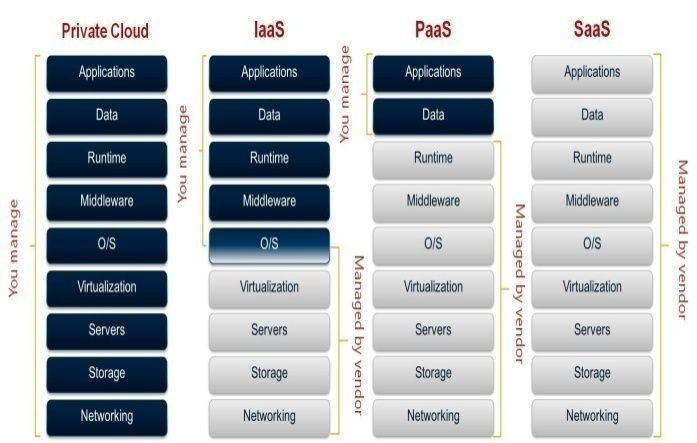 Private Cloud
You manage
Applications
Data
Runtime
Middleware
O/S
Virtualization
Servers
Storage
Networking
IaaS
You manage
Applications
Data
Runtime
Middleware
O/S
Virtualization
Servers
Storage
Networking
Managed by vendor
PaaS
You manage
Applications
Data
Runtime
Middleware
O/S
Virtualization
Servers
Storage
Networking
Managed by vendor
SaaS
Applications
Data
Runtime
Middleware
O/S
Virtualization
Servers
Storage
Networking
Managed by vendor